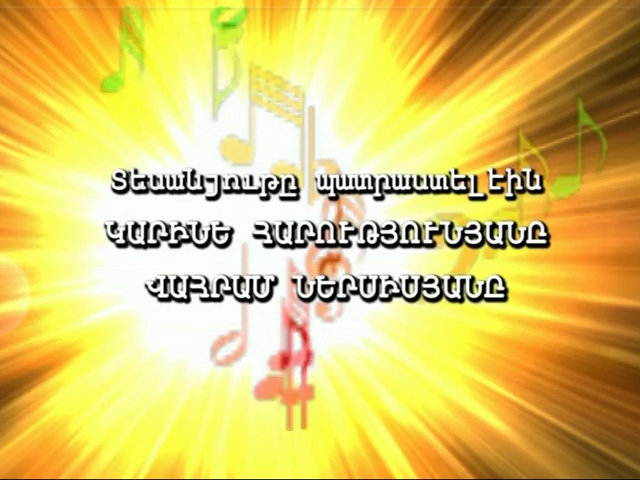 Տեսանյութը պատրաստել էին
ԿԱՐԻՆԵ ՀԱՐՈՒԹՅՈՒՆՅԱՆԸ
ՎԱՀՐԱՄ ՆԵՐՍԻՍՅԱՆԸ